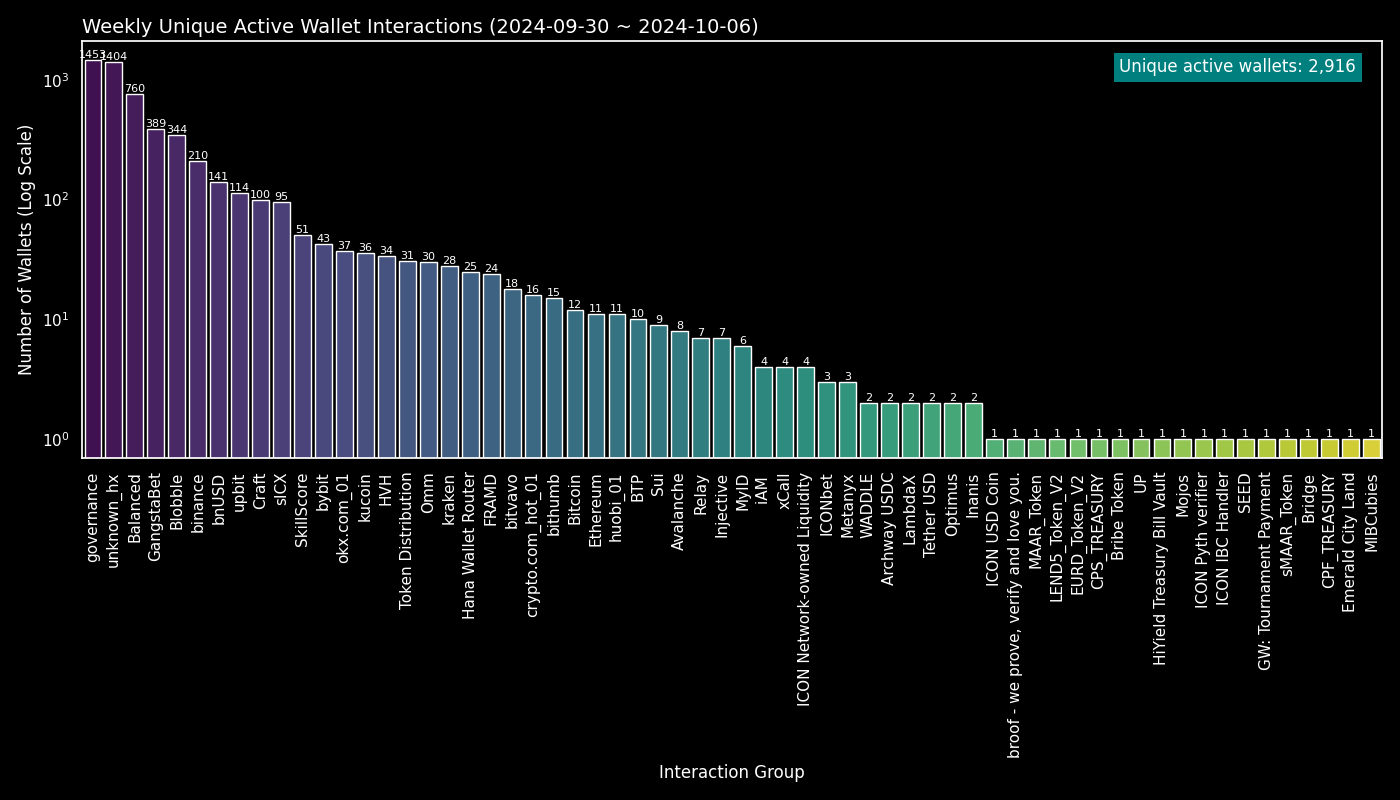 Weekly Unique Active Wallet Interactions (2024-09-30 ~ 2024-10-06)
Unique active wallets: 2,916
Number of Wallets (Log Scale)
10³
10²
10¹
10⁰
1453 1404 760 389 344 210 141 114 100 95 51 43 37 36 34 31 30 28 25 24 18 16 15 12 11 11 10 9 8 7 7 6 4 4 4 3 3 2 2 2 2 2 2 1 1 1 1 1 1 1 1 1 1 1 1 1 1 1 1 1 1 1
governance
unknown_hx
Balanced
GangstaBet
Blobble
binance
bnUSD
upbit
Craft
sICX
SkillScore
bybit
okx.com_01
kucoin
HVH
Token Distribution
Omm
kraken
Hana Wallet Router
FRAMD
bitvavo
crypto.com_hot_01
bithumb
Bitcoin
Ethereum
huobi_01
BTP
Sui
Avalanche
Relay
Injective
MyID
iAM
xCall
ICON Network-owned Liquidity
ICONbet
Metanyx
WADDLE
Archway USDC
LambdaX
Tether USD
Optimus
Inanis
ICON USD Coin
broof - we prove, verify and love you.
MAAR_Token
LEND5_Token_V2
EURD_Token_V2
CPS_TREASURY
Bribe Token
UP
HiYield Treasury Bill Vault
Mojos
ICON Pyth verifier
ICON IBC Handler
SEED
GW: Tournament Payment
sMAAR_Token
Bridge
CPF_TREASURY
Emerald City Land
MIBCubies
Interaction Group